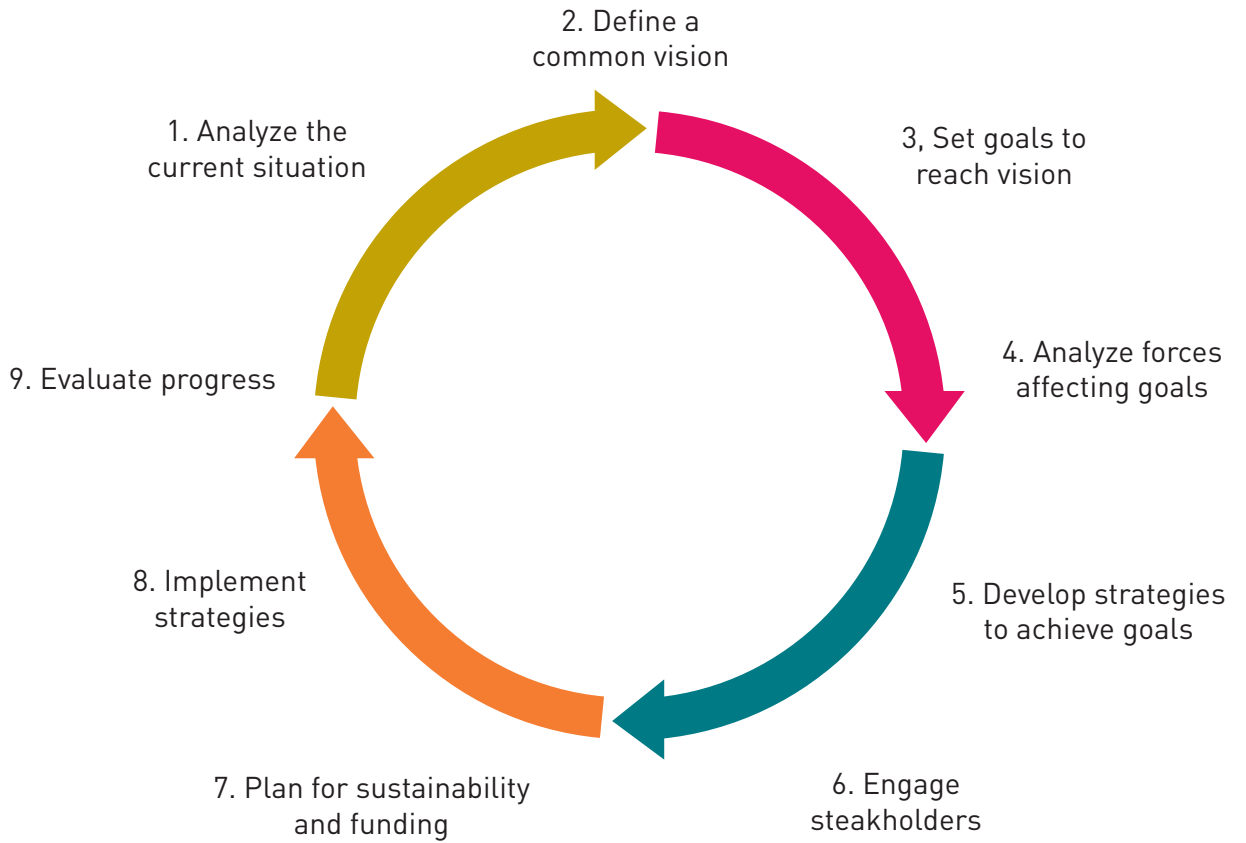 1. Analyze the
current situation
2. Define a
common vision
3, Set goals to
reach vision
4. Analyze forces
affecting goals
5. Develop strategies
to achieve goals
6. Engage
steakholders
7. Plan for sustainability
and funding
8. Implement
strategies
9. Evaluate progress